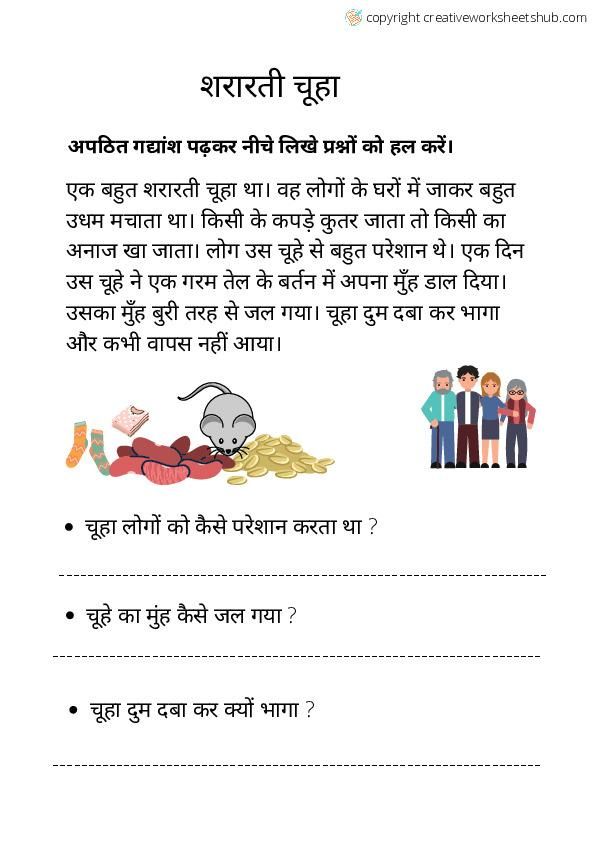 copyright creativeworksheetshub.com
शरारती चूहा
अपठित गद्यांश पढ़कर नीचे लिखे प्रश्नों को हल करें।
एक बहुत शरारती चूहा था। वह लोगों के घरों में जाकर बहुत
उधम मचाता था। किसी के कपड़े कुतर जाता तो किसी का
अनाज खा जाता। लोग उस चूहे से बहुत परेशान थे। एक दिन
उस चूहे ने एक गरम तेल के बर्तन में अपना मुँह डाल दिया।
उसका मुँह बुरी तरह से जल गया। चूहा दुम दबा कर भागा
और कभी वापस नहीं आया।
• चूहा लोगों को कैसे परेशान करता था ?
• चूहे का मुंह कैसे जल गया ?
• चूहा दुम दबा कर क्यों भागा ?